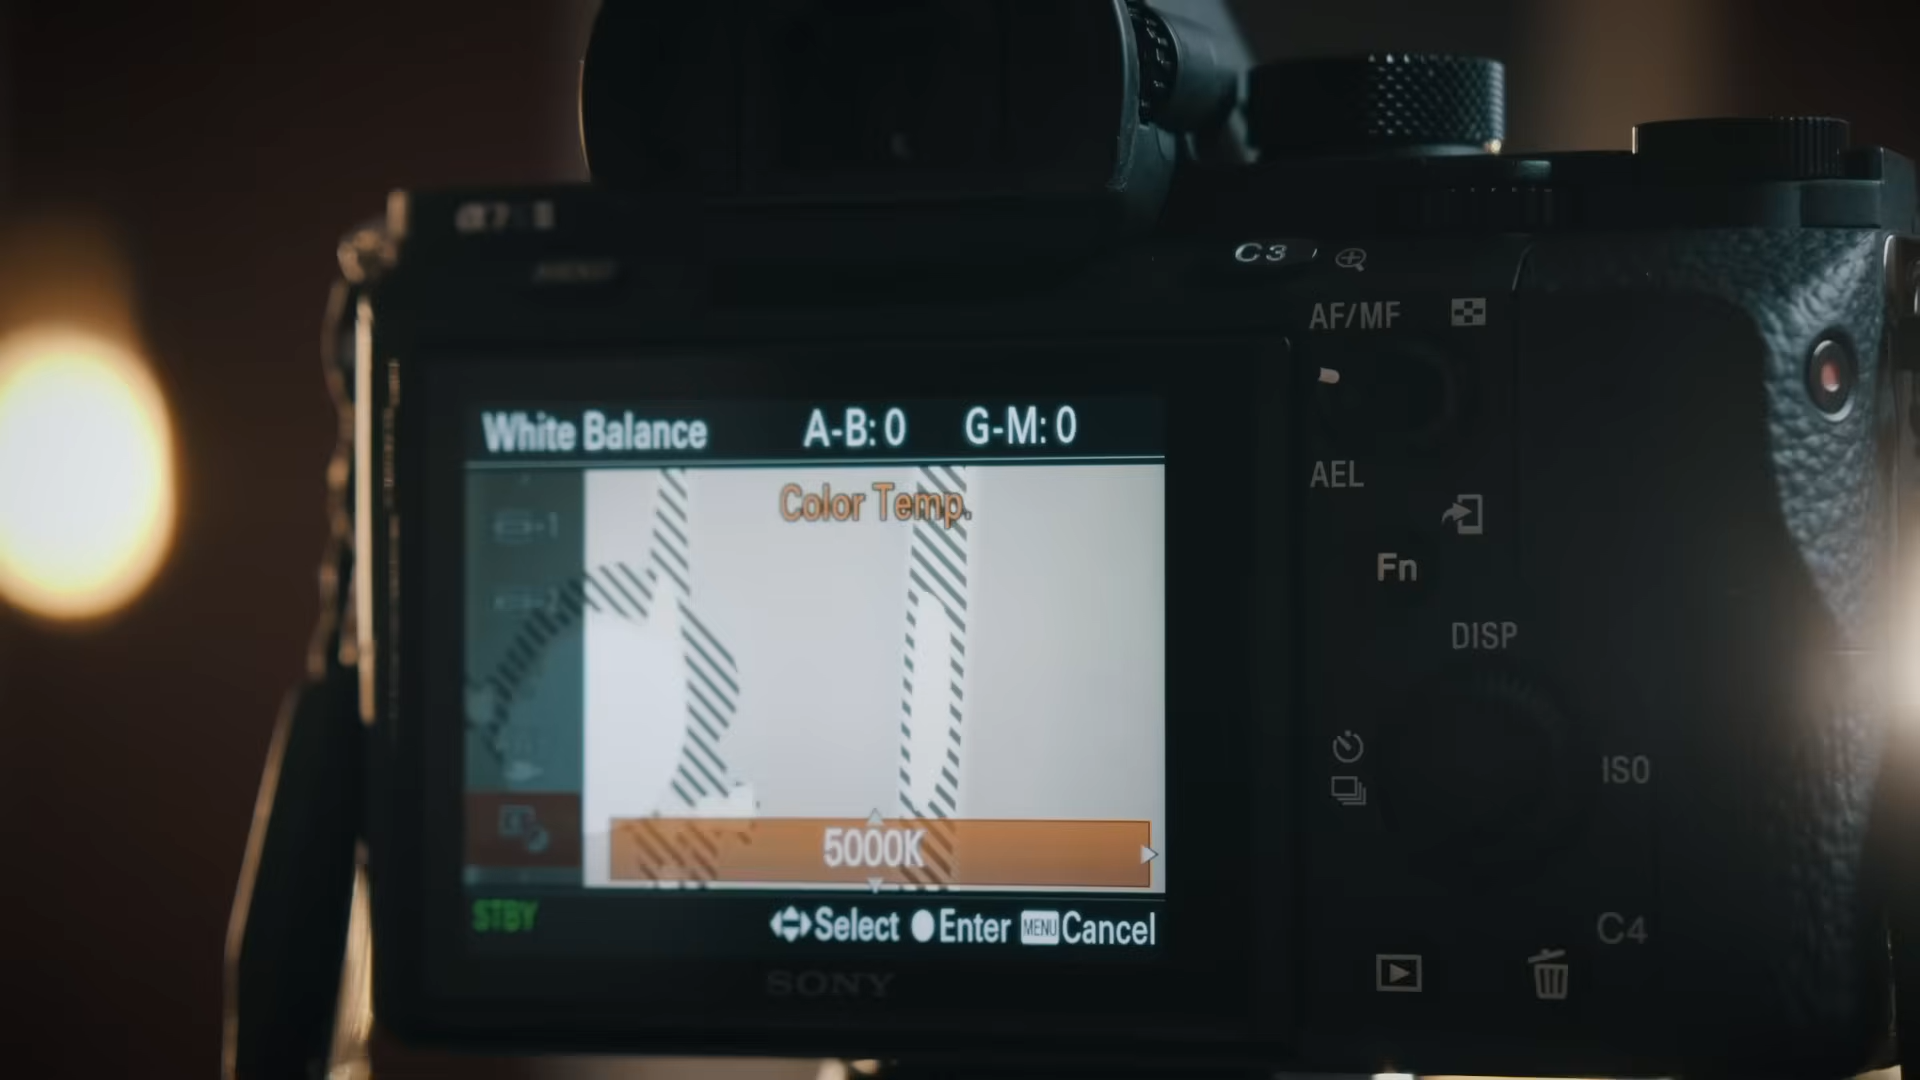 C3
AF/MF
White Balance A-B: 0 G-M: 0
Color Temp.
AEL
Fn
DISP
ISO
5000K
STBY
Select Enter MENU Cancel
C4
SONY